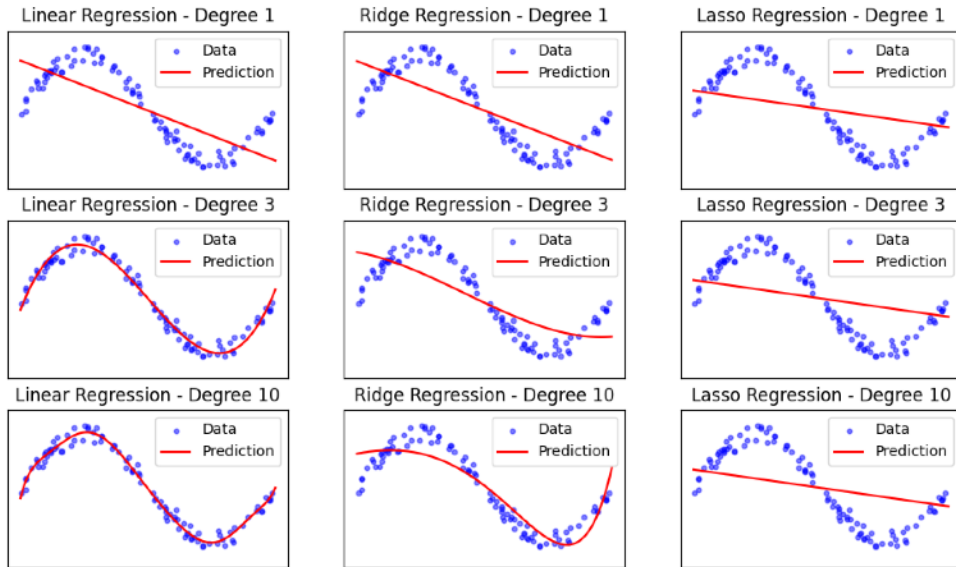 Linear Regression - Degree 1
Data
Prediction
Ridge Regression - Degree 1
Data
Prediction
Lasso Regression - Degree 1
Data
Prediction
Linear Regression - Degree 3
Data
Prediction
Ridge Regression - Degree 3
Data
Prediction
Lasso Regression - Degree 3
Data
Prediction
Linear Regression - Degree 10
Data
Prediction
Ridge Regression - Degree 10
Data
Prediction
Lasso Regression - Degree 10
Data
Prediction